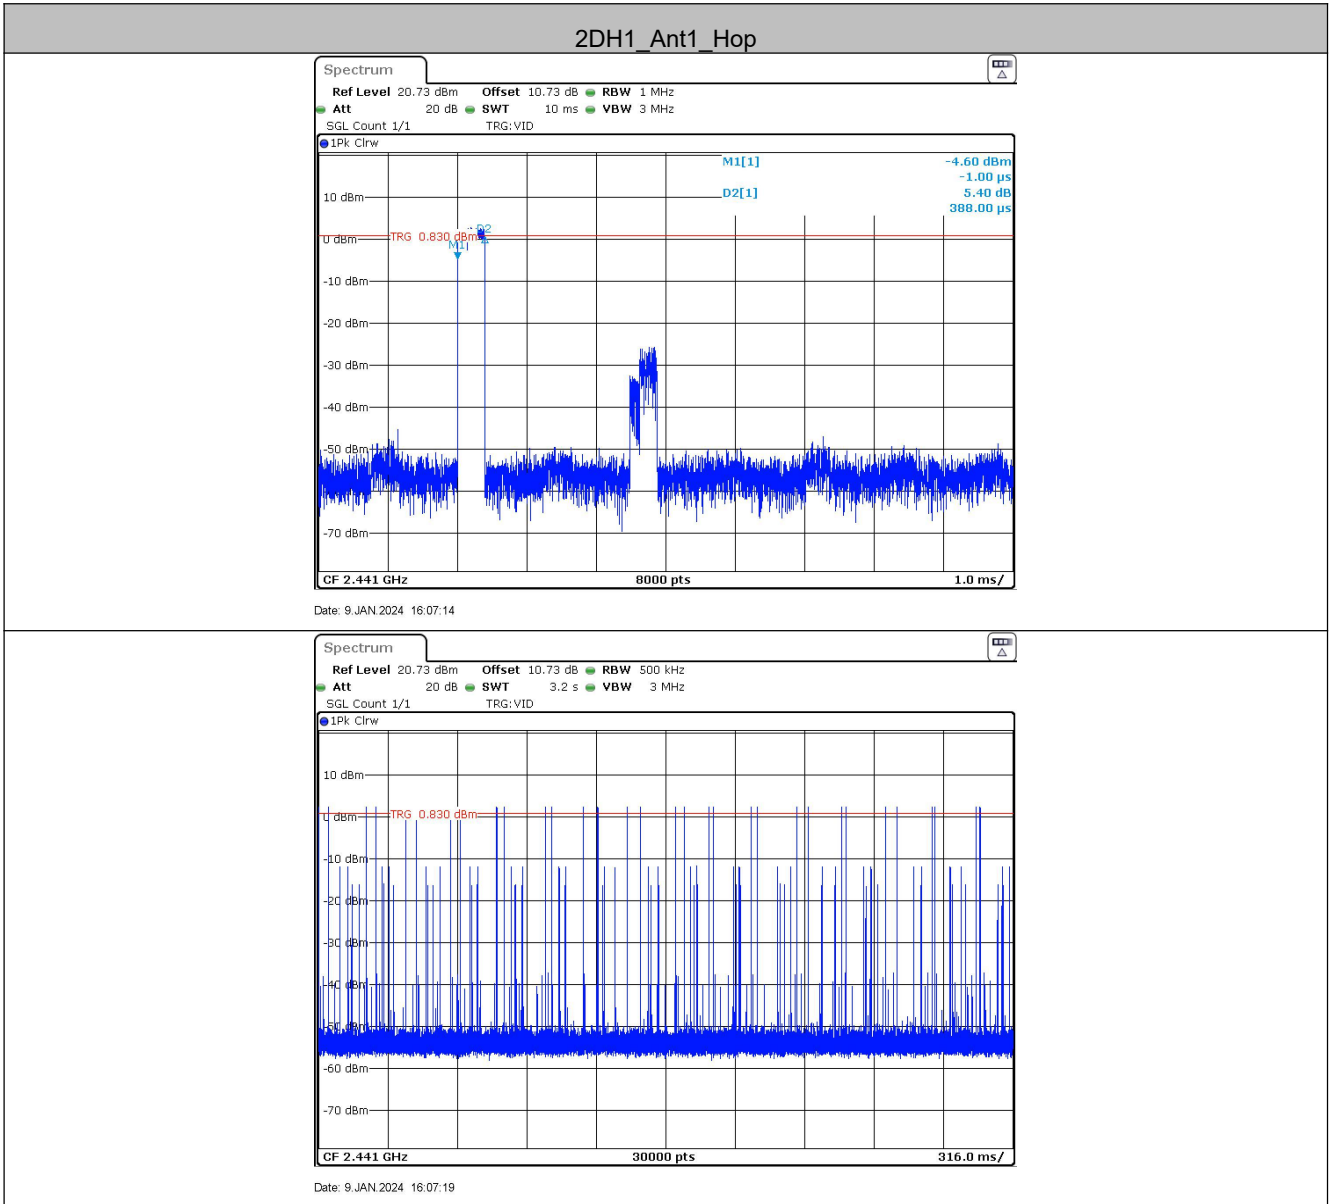 2DH1_Ant1_Hop
Spectrum
Ref Level 20.73 dBm Offset 10.73 dB RBW 1 MHz
Att 20 dB SWT 10 ms VBW 3 MHz
SGL Count 1/1 TRG:VID
1Pk Clrw
M1[1] -4.60 dBm
-1.00 µs
D2[1] 5.40 dB
388.00 µs
10 dBm
D2
TRG 0.830 dBm
0 dBm
M1
-10 dBm
-20 dBm
-30 dBm
-40 dBm
-50 dBm
-70 dBm
CF 2.441 GHz 8000 pts 1.0 ms/
Date: 9.JAN.2024 16:07:14
Spectrum
Ref Level 20.73 dBm Offset 10.73 dB RBW 500 kHz
Att 20 dB SWT 3.2 s VBW 3 MHz
SGL Count 1/1 TRG:VID
1Pk Clrw
10 dBm
TRG 0.830 dBm
0 dBm
-10 dBm
-20 dBm
-30 dBm
-40 dBm
-50 dBm
-60 dBm
-70 dBm
CF 2.441 GHz 30000 pts 316.0 ms/
Date: 9.JAN.2024 16:07:19